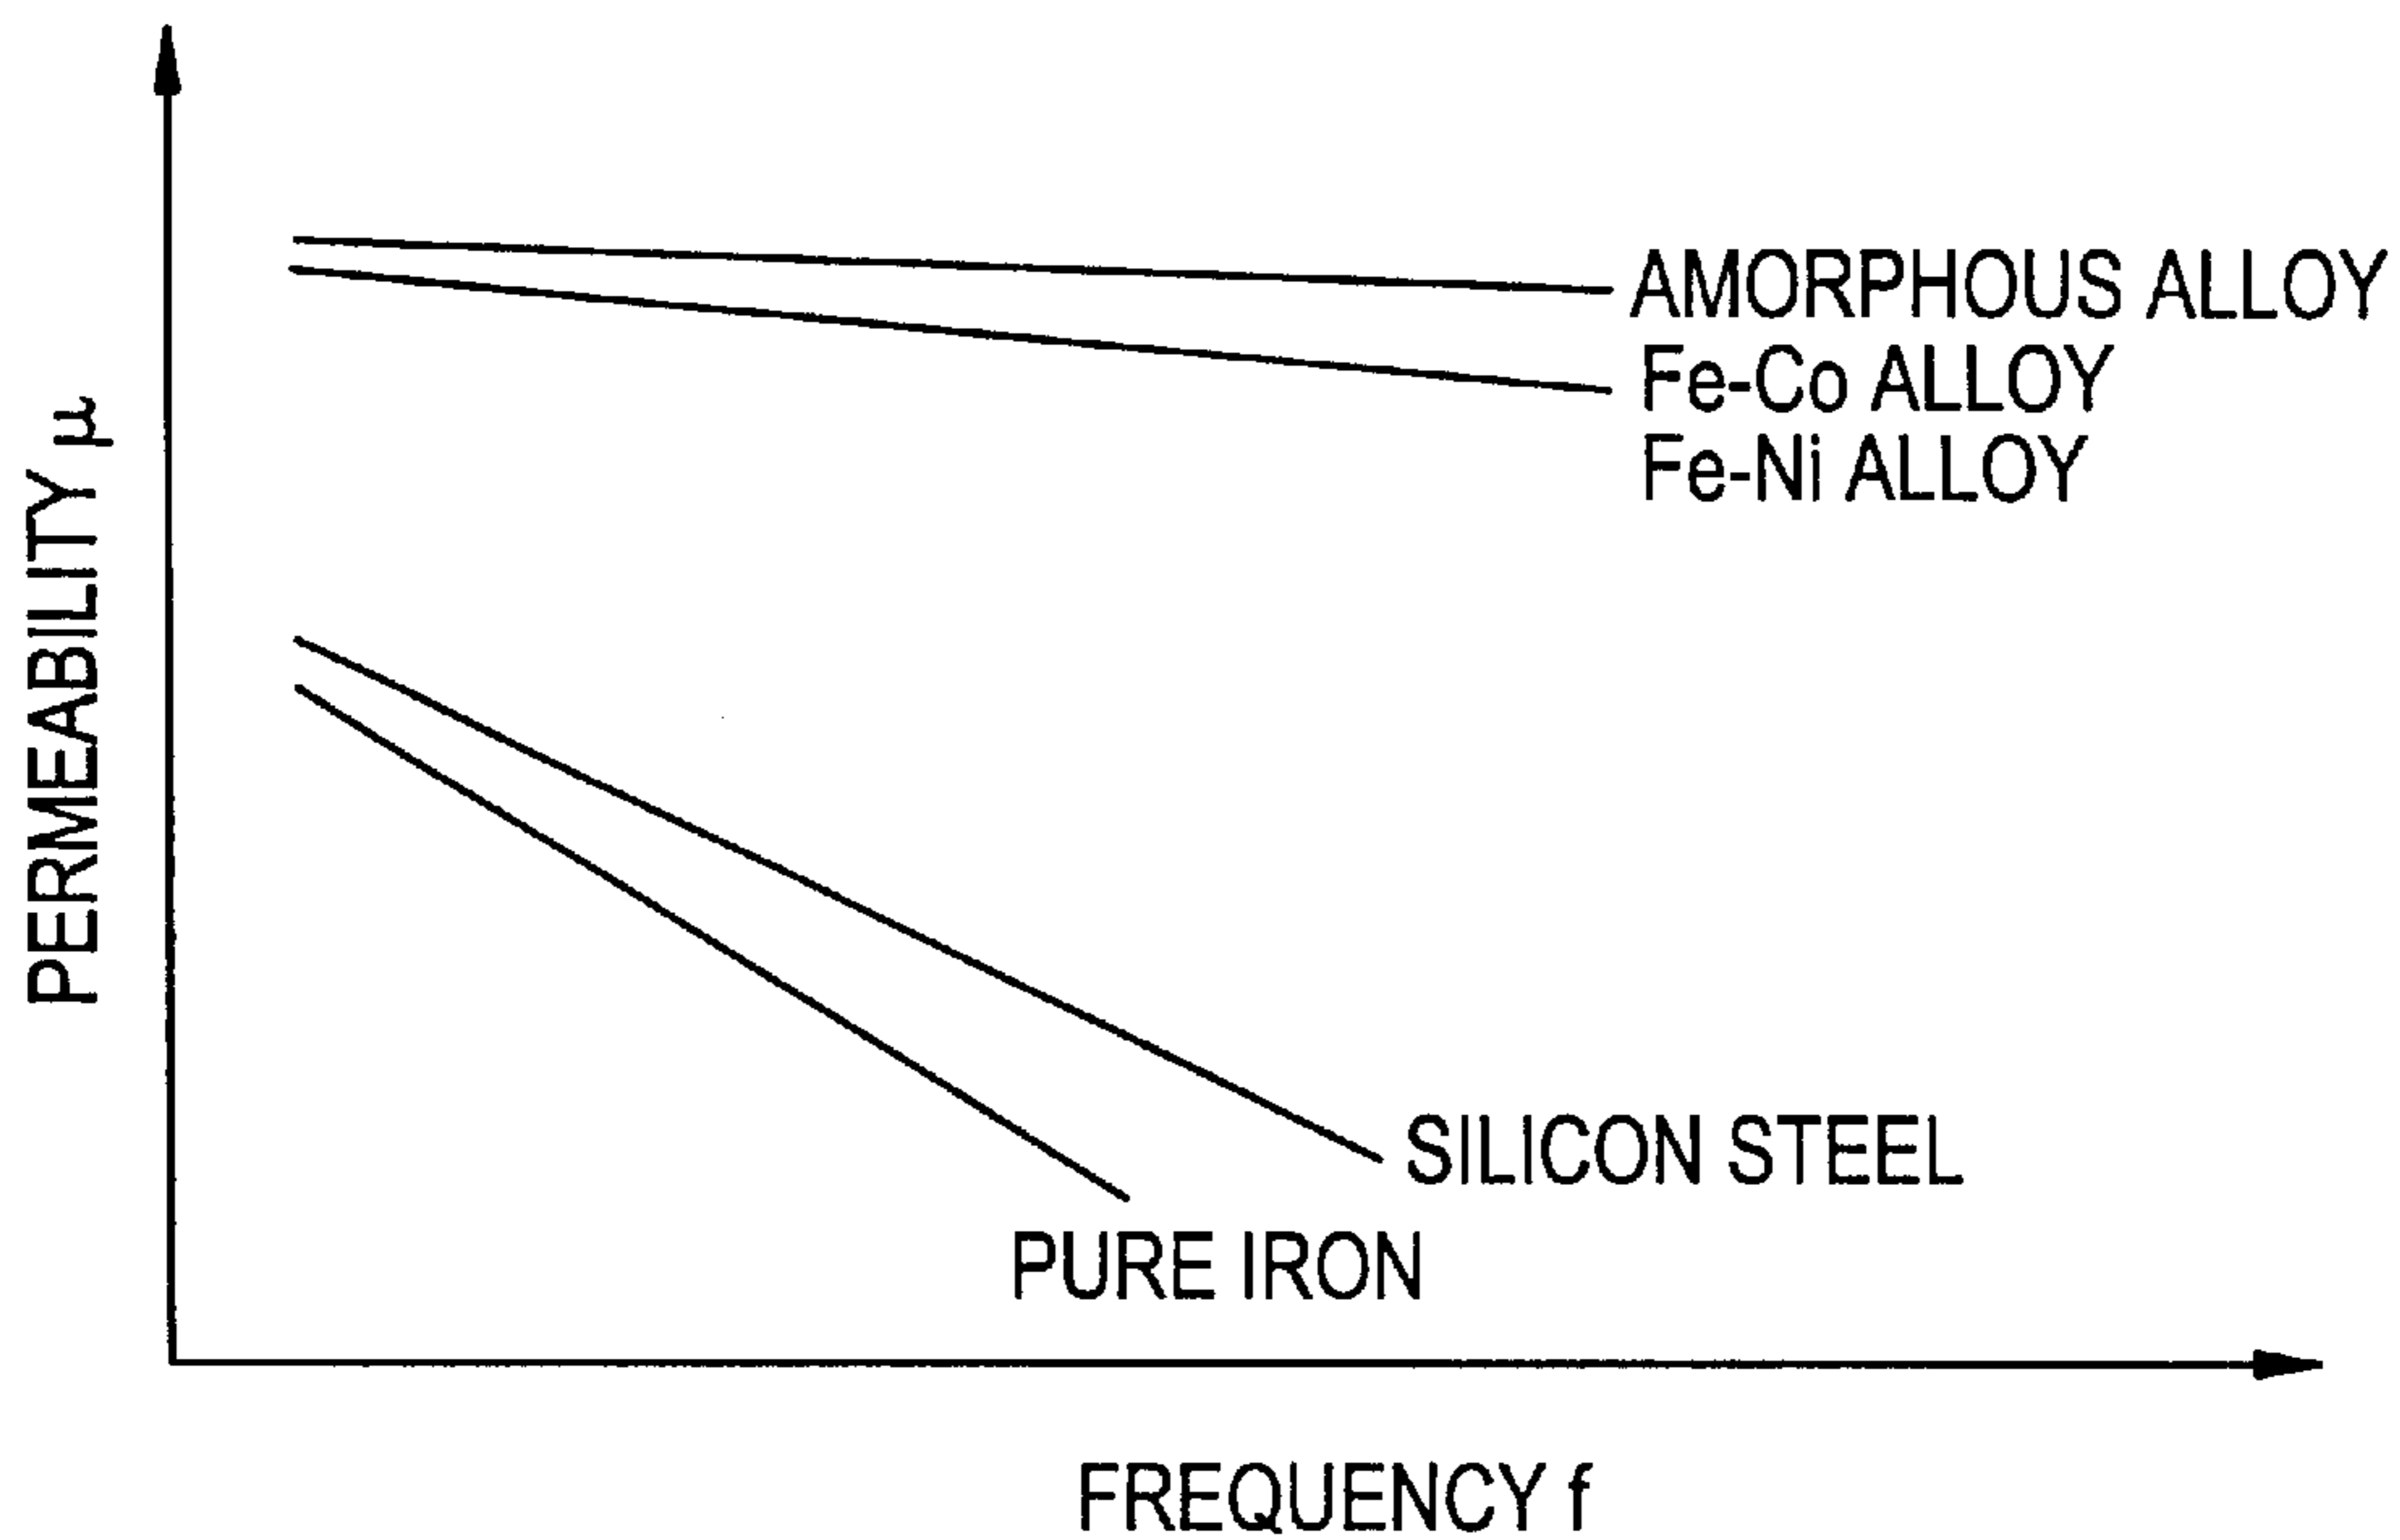 PERMEABILITY μ
AMORPHOUS ALLOY
Fe-Co ALLOY
Fe-Ni ALLOY
SILICON STEEL
PURE IRON
FREQUENCY f